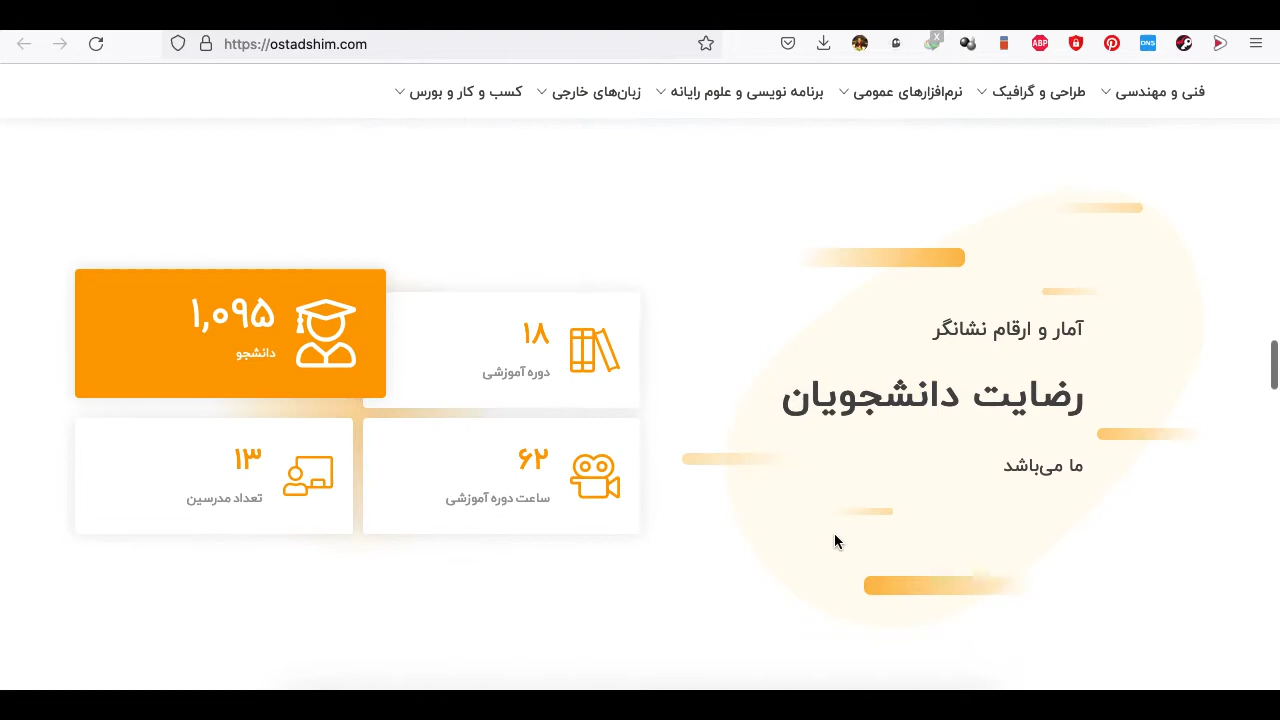 https://ostadshim.com
X
ABP
DNS
فنی و مهندسی
طراحی و گرافیک
نرم‌افزارهای عمومی
برنامه نویسی و علوم رایانه
زبان‌های خارجی
کسب و کار و بورس
آمار و ارقام نشانگر
رضایت دانشجویان
ما می‌باشد
۱۸
دوره آموزشی
۱,۰۹۵
دانشجو
۶۲
ساعت دوره آموزشی
۱۳
تعداد مدرسین